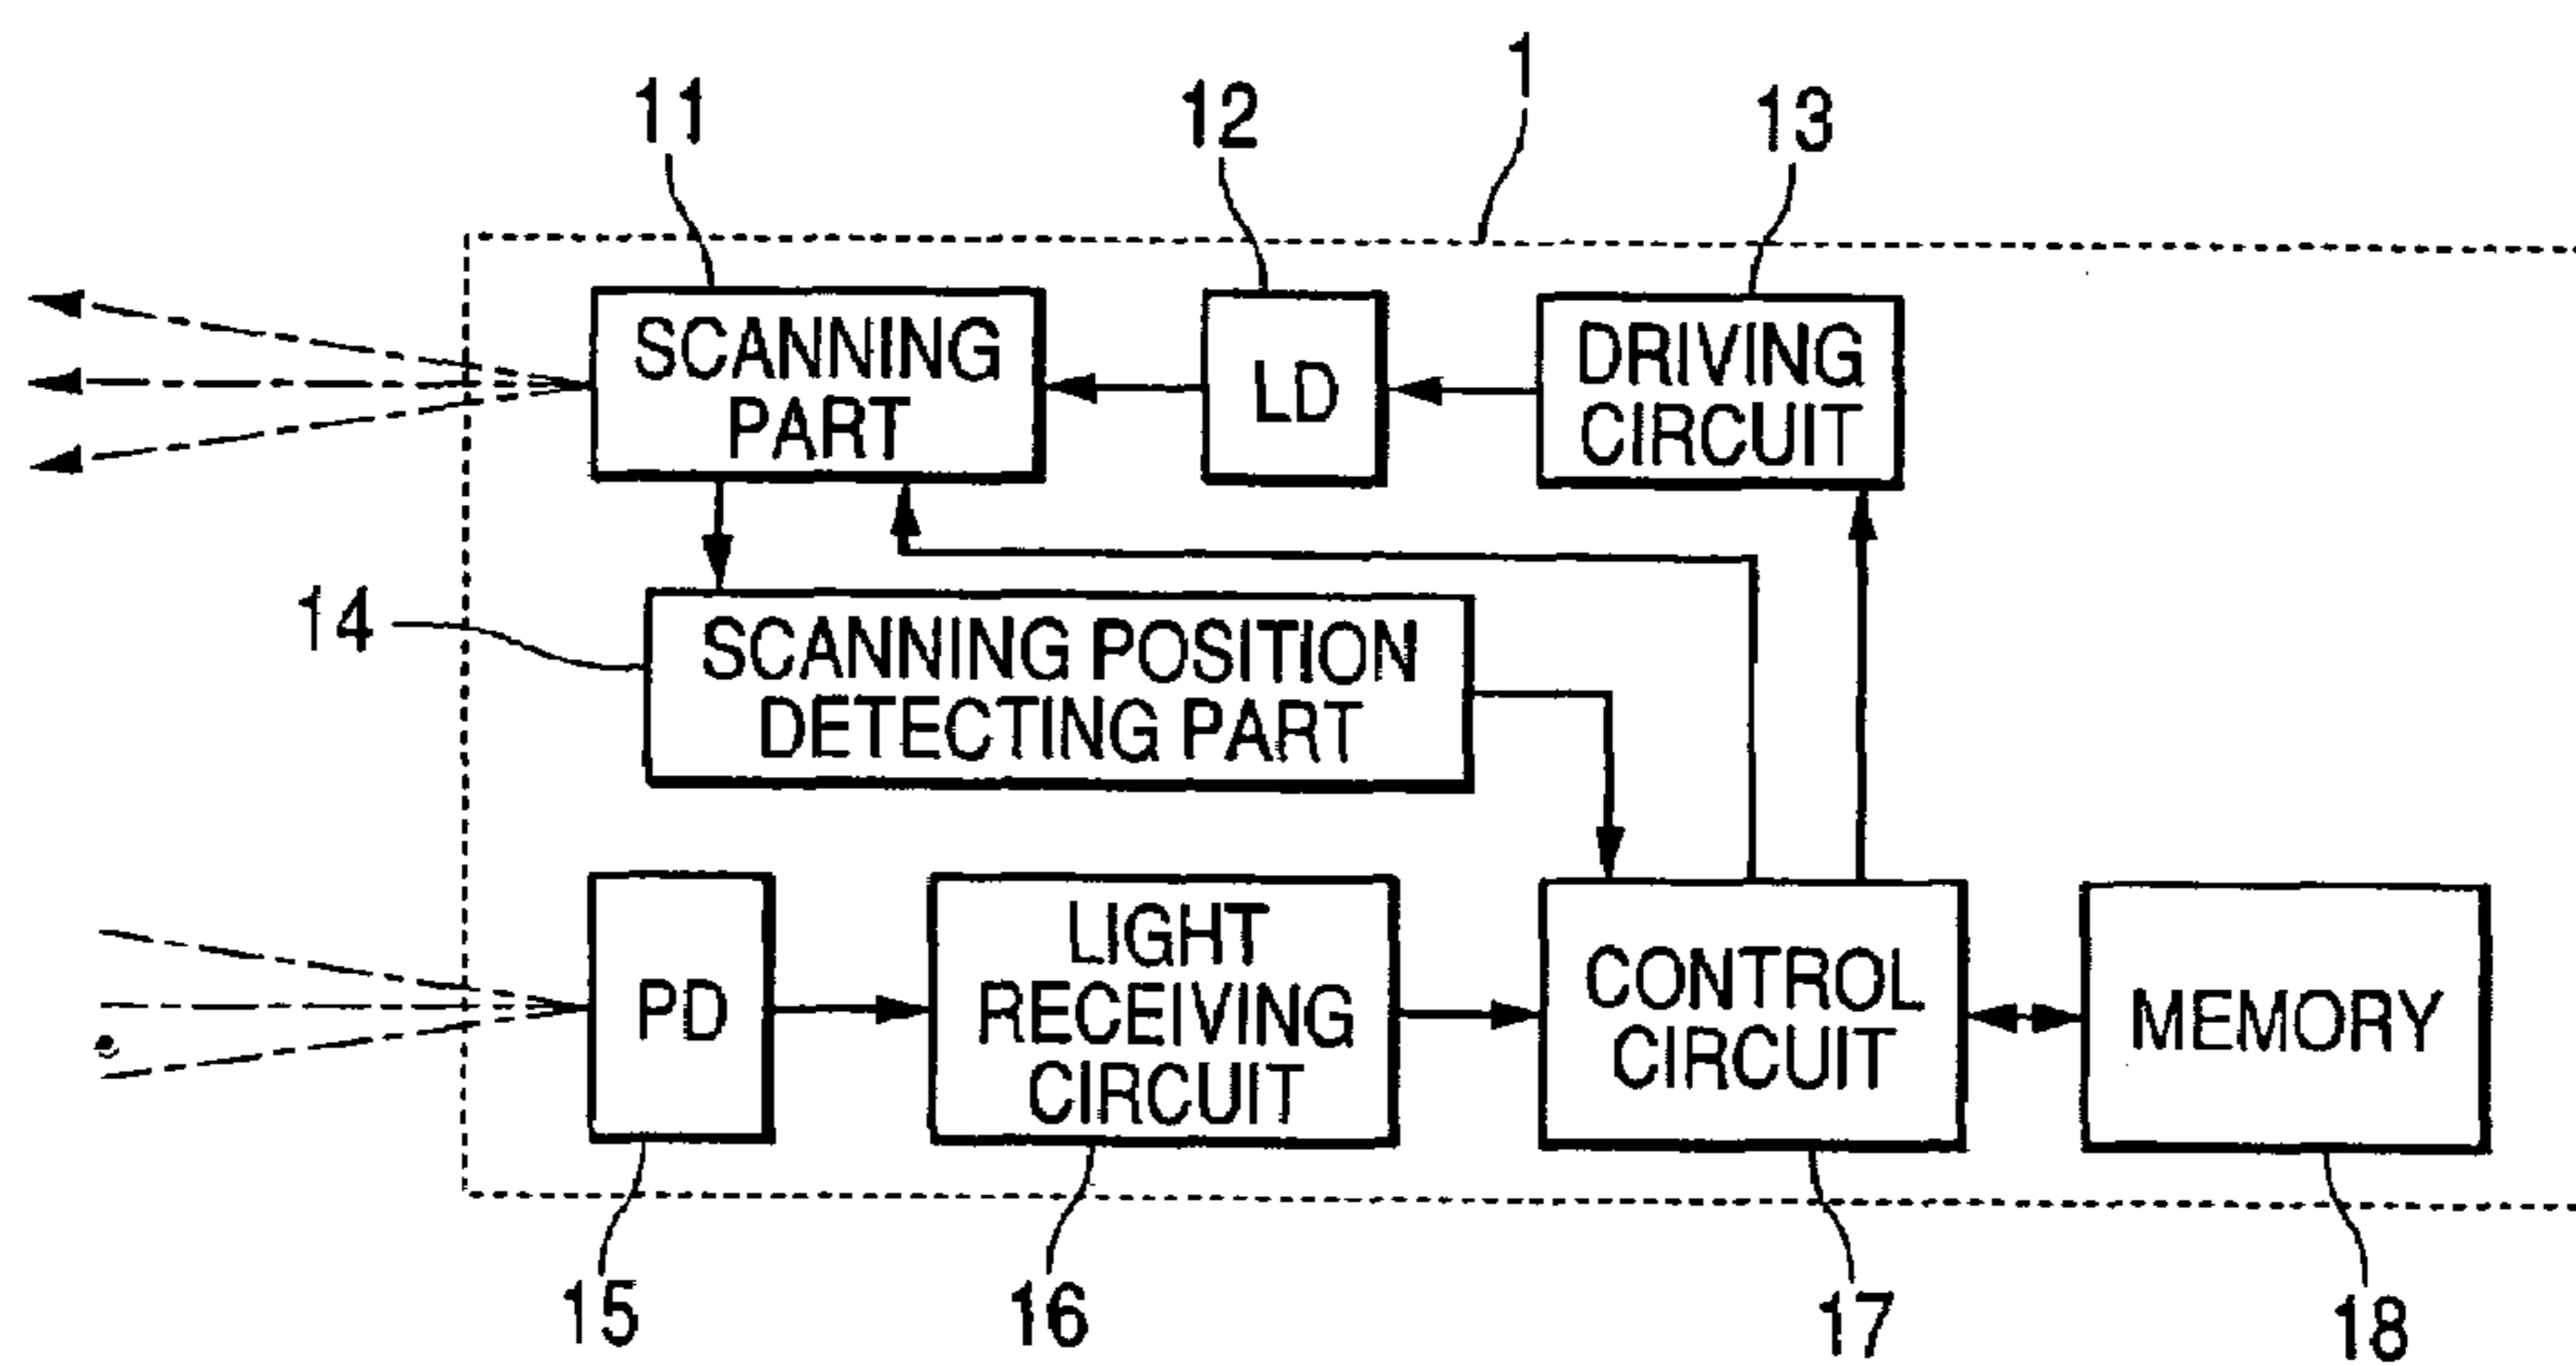 1
11
12
13
SCANNING
PART
LD
DRIVING
CIRCUIT
14
SCANNING POSITION
DETECTING PART
PD
LIGHT
RECEIVING
CIRCUIT
CONTROL
CIRCUIT
MEMORY
15
16
17
18